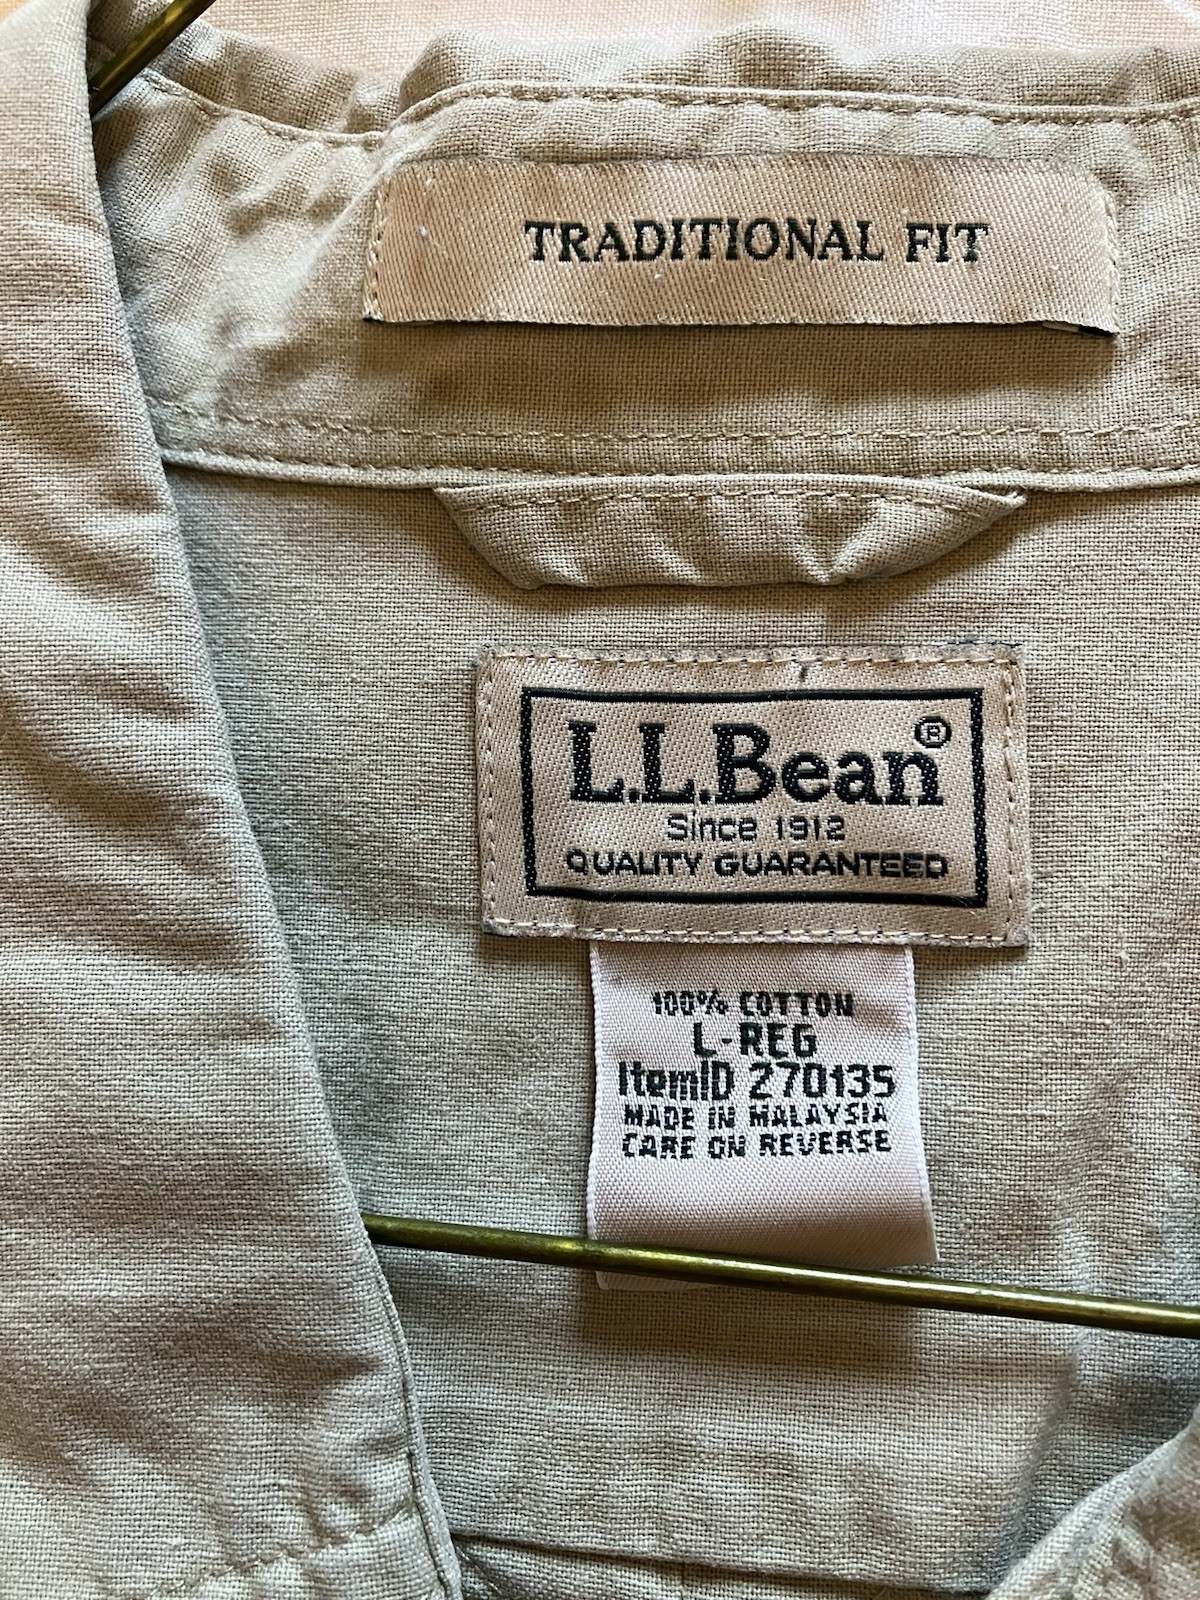 TRADITIONAL FIT
L.L.Bean®
Since 1912
QUALITY GUARANTEED
100% COTTON
L-REG
ItemID 270135
MADE IN MALAYSIA
CARE ON REVERSE